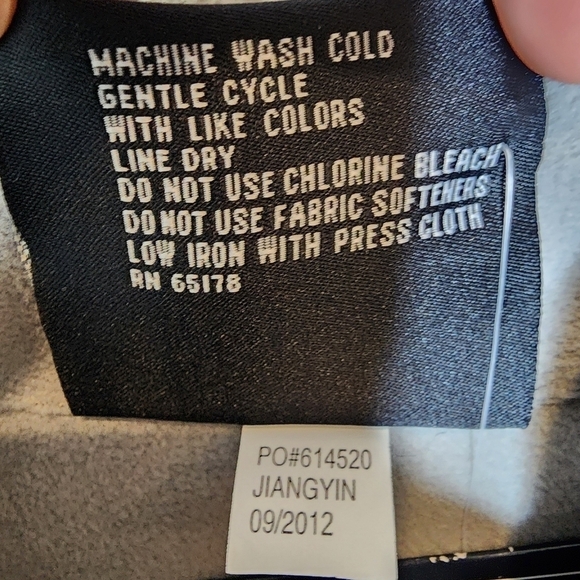 MACHINE WASH COLD
GENTLE CYCLE
WITH LIKE COLORS
LINE DRY
DO NOT USE CHLORINE BLEACH
DO NOT USE FABRIC SOFTENERS
LOW IRON WITH PRESS CLOTH
RN 65178
PO#614520
JIANGYIN
09/2012